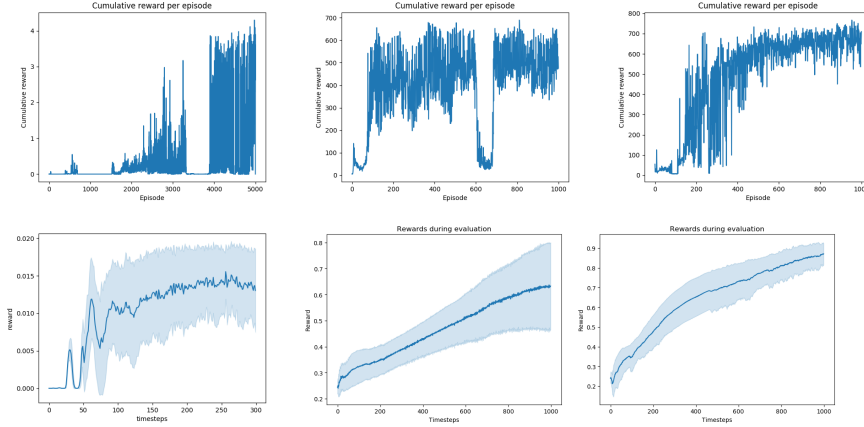 Cumulative reward per episode
Cumulative reward
4
3
2
1
0
0 1000 2000 3000 4000 5000
Episode
Cumulative reward per episode
Cumulative reward
700
600
500
400
300
200
100
0
0 200 400 600 800 1000
Episode
Cumulative reward per episode
Cumulative reward
800
700
600
500
400
300
200
100
0
0 200 400 600 800 1000
Episode
reward
0.020
0.015
0.010
0.005
0.000
0 50 100 150 200 250 300
timesteps
Rewards during evaluation
Reward
0.8
0.7
0.6
0.5
0.4
0.3
0.2
0 200 400 600 800 1000
Timesteps
Rewards during evaluation
Reward
0.9
0.8
0.7
0.6
0.5
0.4
0.3
0.2
0 200 400 600 800 1000
Timesteps